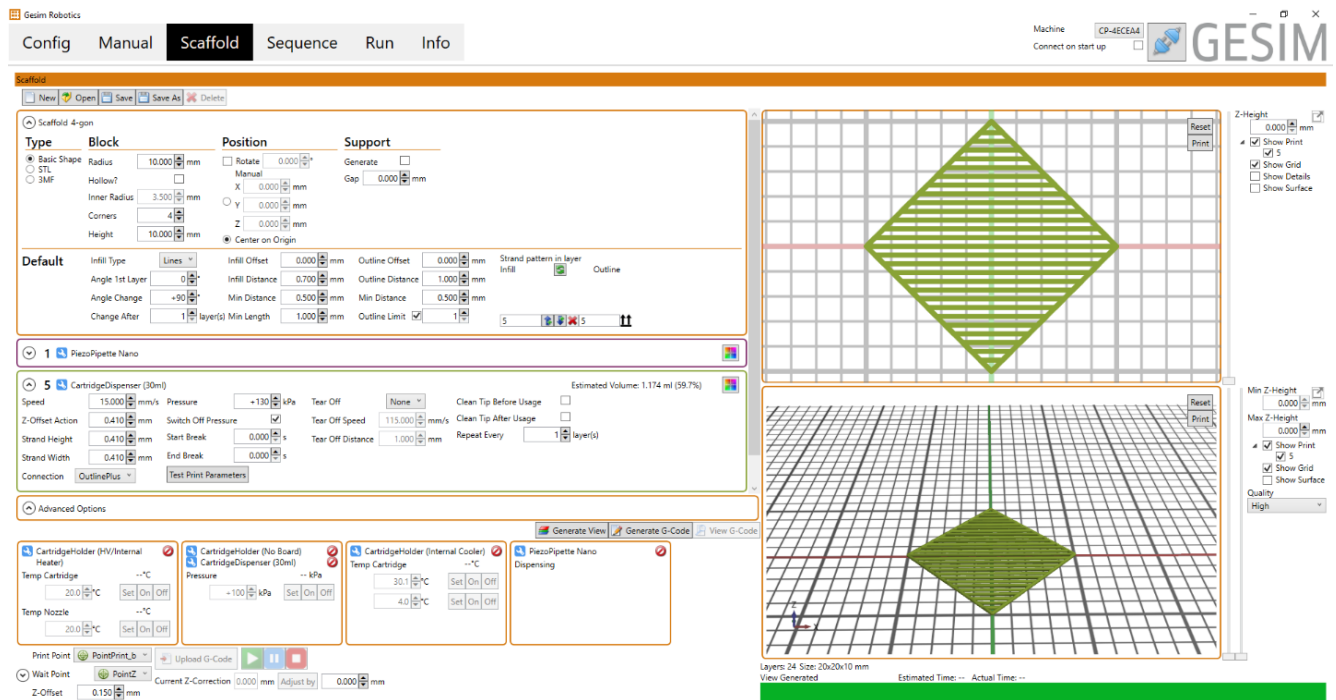 Gesim Robotics
Config Manual Scaffold Sequence Run Info
Machine CP-4ECEA4
Connect on start up
GESIM
Scaffold
New Open Save Save As Delete
Scaffold 4-gon
Type Block Position Support
Basic Shape Radius 10.000 mm Rotate 0.000 ° Generate
STL Hollow? Manual Gap 0.000 mm
3MF Inner Radius 3.500 mm X 0.000 mm
Corners 4 Y 0.000 mm
Height 10.000 mm Z 0.000 mm
Center on Origin
Default Infill Type Lines Infill Offset 0.000 mm Outline Offset 0.000 mm Strand pattern in layer
Infill Outline
Angle 1st Layer 0 ° Infill Distance 0.700 mm Outline Distance 1.000 mm
Angle Change +90 ° Min Distance 0.500 mm Min Distance 0.500 mm
Change After 1 layer(s) Min Length 1.000 mm Outline Limit 1 5 5
1 PiezoPipette Nano
5 CartridgeDispenser (30ml) Estimated Volume: 1.174 ml (59.7%)
Speed 15.000 mm/s Pressure +130 kPa Tear Off None Clean Tip Before Usage
Z-Offset Action 0.410 mm Switch Off Pressure Tear Off Speed 115.000 mm/s Clean Tip After Usage
Strand Height 0.410 mm Start Break 0.000 s Tear Off Distance 1.000 mm Repeat Every 1 layer(s)
Strand Width 0.410 mm End Break 0.000 s
Connection OutlinePlus Test Print Parameters
Advanced Options
Generate View Generate G-Code View G-Code
CartridgeHolder (HV/Internal Heater)
Temp Cartridge --°C
20.0 °C Set On Off
Temp Nozzle --°C
20.0 °C Set On Off
CartridgeHolder (No Board)
CartridgeDispenser (30ml)
Pressure -- kPa
+100 kPa Set On Off
CartridgeHolder (Internal Cooler)
Temp Cartridge --°C
30.1 °C Set On Off
4.0 °C Set On Off
PiezoPipette Nano
Dispensing
Print Point PointPrint_b Upload G-Code
Wait Point PointZ Current Z-Correction 0.000 mm Adjust by 0.000 mm
Z-Offset 0.150 mm
Reset
Print
Z-Height
0.000 mm
Show Print
5
Show Grid
Show Details
Show Surface
Reset
Print
Min Z-Height
0.000 mm
Max Z-Height
0.000 mm
Show Print
5
Show Grid
Show Surface
Quality
High
Z
X
Layers: 24 Size: 20x20x10 mm
View Generated Estimated Time: -- Actual Time: --